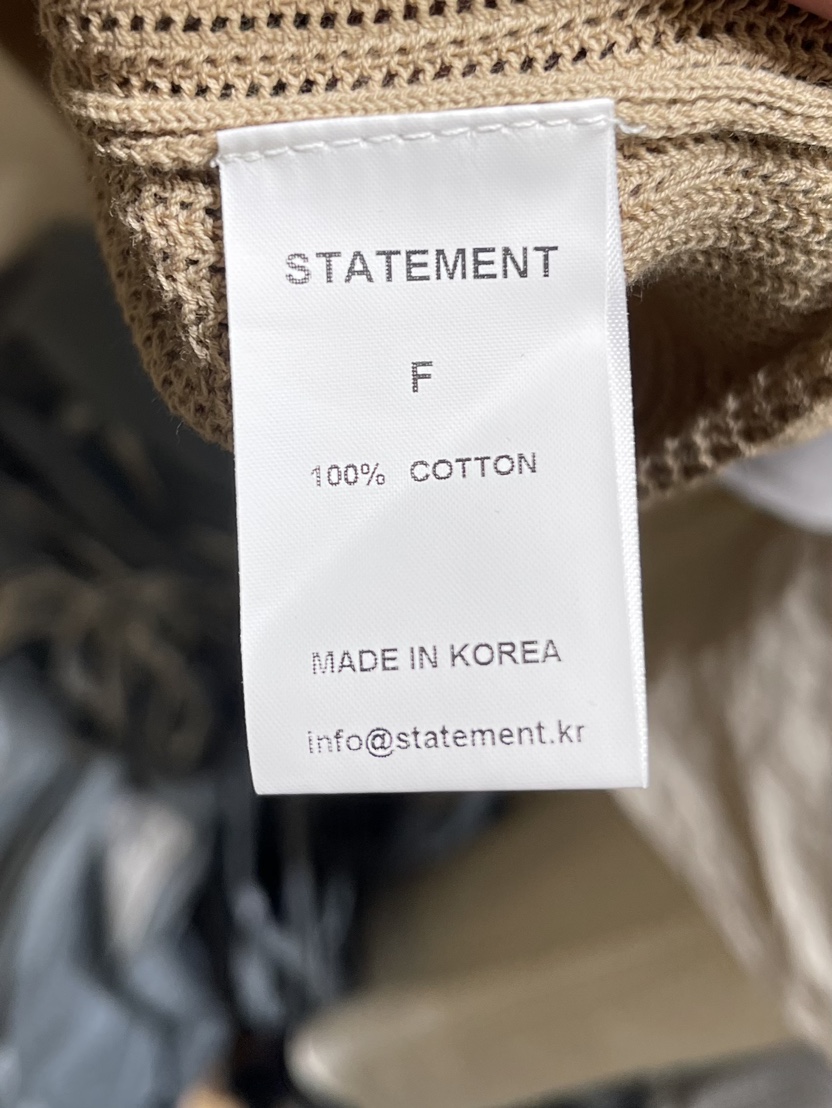 STATEMENT
F
100% COTTON
MADE IN KOREA
info@statement.kr